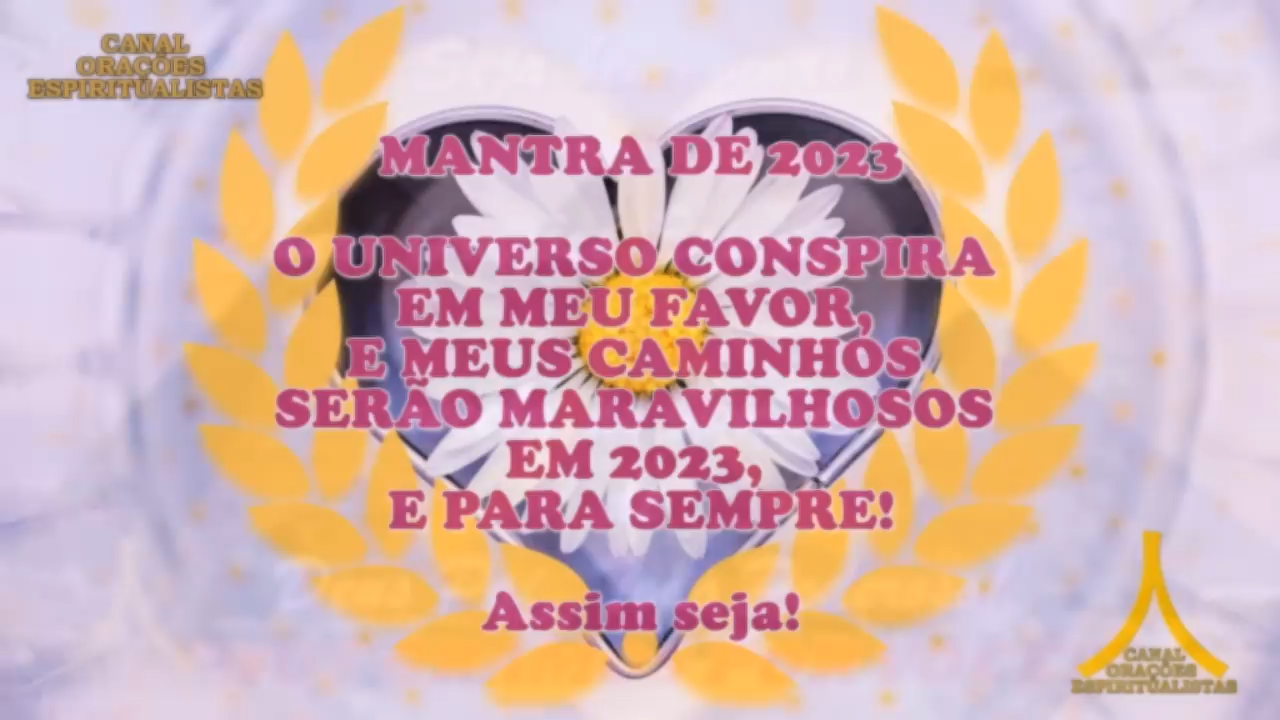 CANAL
ORAÇÕES
ESPIRITUALISTAS
MANTRA DE 2023
O UNIVERSO CONSPIRA
EM MEU FAVOR,
E MEUS CAMINHOS
SERÃO MARAVILHOSOS
EM 2023,
E PARA SEMPRE!
Assim seja!
CANAL
ORAÇÕES
ESPIRITUALISTAS